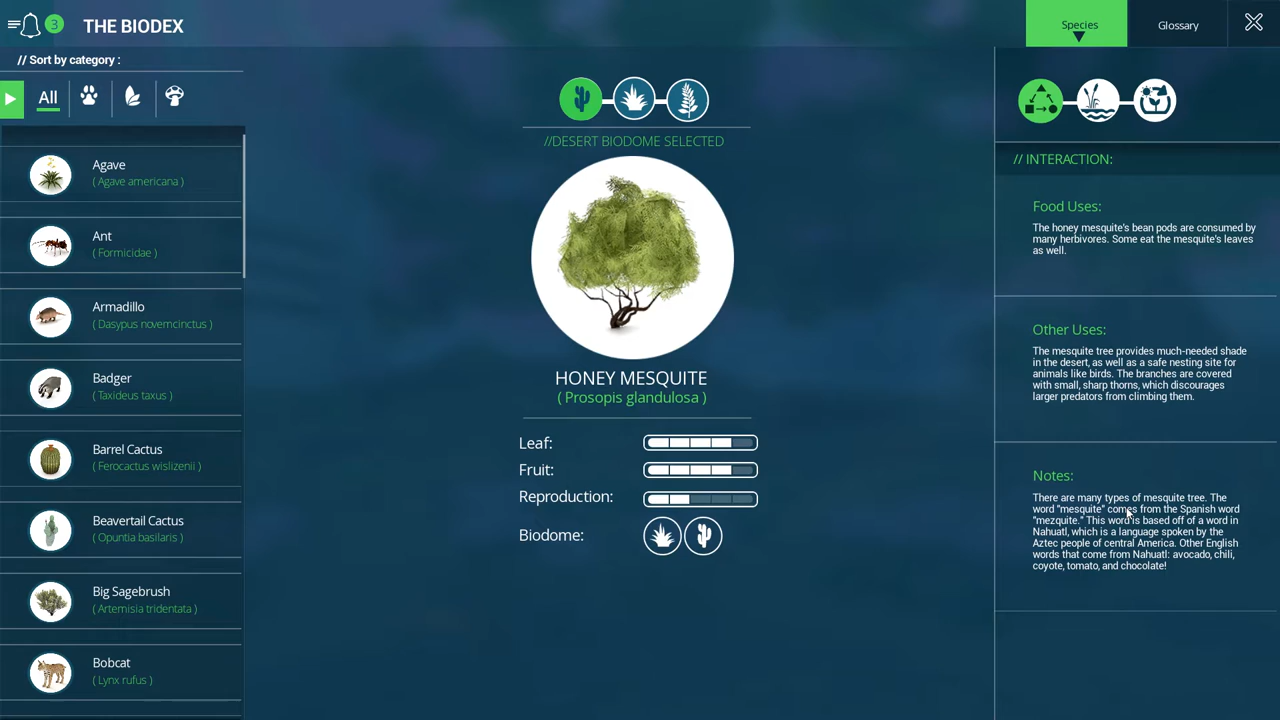 3
THE BIODEX
Species
Glossary
// Sort by category :
All
Agave
( Agave americana )
Ant
( Formicidae )
Armadillo
( Dasypus novemcinctus )
Badger
( Taxideus taxus )
Barrel Cactus
( Ferocactus wislizenii )
Beavertail Cactus
( Opuntia basilaris )
Big Sagebrush
( Artemisia tridentata )
Bobcat
( Lynx rufus )
//DESERT BIODOME SELECTED
HONEY MESQUITE
( Prosopis glandulosa )
Leaf:
Fruit:
Reproduction:
Biodome:
// INTERACTION:
Food Uses:
The honey mesquite's bean pods are consumed by
many herbivores. Some eat the mesquite's leaves
as well.
Other Uses:
The mesquite tree provides much-needed shade
in the desert, as well as a safe nesting site for
animals like birds. The branches are covered
with small, sharp thorns, which discourages
larger predators from climbing them.
Notes:
There are many types of mesquite tree. The
word "mesquite" comes from the Spanish word
"mezquite." This word is based off of a word in
Nahuatl, which is a language spoken by the
Aztec people of central America. Other English
words that come from Nahuatl: avocado, chili,
coyote, tomato, and chocolate!